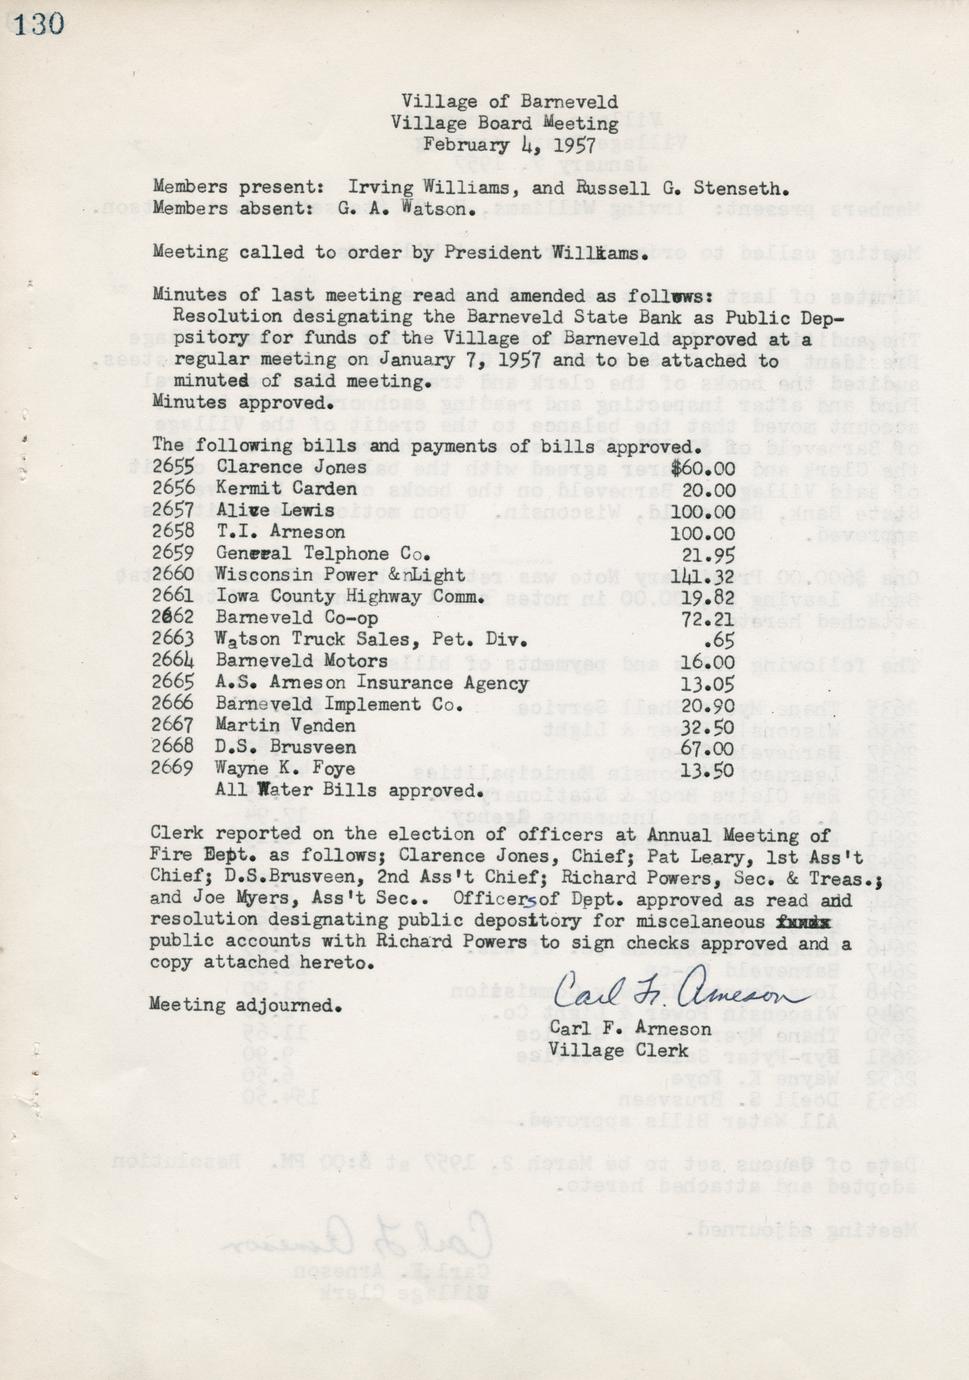 130
Village of Barneveld
Village Board Meeting
February 4, 1957
Members present: Irving Williams, and Russell G. Stenseth.
Members absent: G. A. Watson.
Meeting called to order by President Williams.
Minutes of last meeting read and amended as follows:
Resolution designating the Barneveld State Bank as Public Dep-
psitory for funds of the Village of Barneveld approved at a
regular meeting on January 7, 1957 and to be attached to
minuted of said meeting.
Minutes approved.
The following bills and payments of bills approved.
2655 Clarence Jones $60.00
2656 Kermit Carden 20.00
2657 Alive Lewis 100.00
2658 T.I. Arneson 100.00
2659 General Telphone Co. 21.95
2660 Wisconsin Power &nLight 141.32
2661 Iowa County Highway Comm. 19.82
2662 Barneveld Co-op 72.21
2663 Watson Truck Sales, Pet. Div. .65
2664 Barneveld Motors 16.00
2665 A.S. Arneson Insurance Agency 13.05
2666 Barneveld Implement Co. 20.90
2667 Martin Venden 32.50
2668 D.S. Brusveen 67.00
2669 Wayne K. Foye 13.50
All Water Bills approved.
Clerk reported on the election of officers at Annual Meeting of
Fire Dept. as follows; Clarence Jones, Chief; Pat Leary, 1st Ass't
Chief; D.S.Brusveen, 2nd Ass't Chief; Richard Powers, Sec. & Treas.;
and Joe Myers, Ass't Sec.. Officers of Dept. approved as read and
resolution designating public depository for miscelaneous
public accounts with Richard Powers to sign checks approved and a
copy attached hereto.
Meeting adjourned.
Carl F. Arneson
Carl F. Arneson
Village Clerk